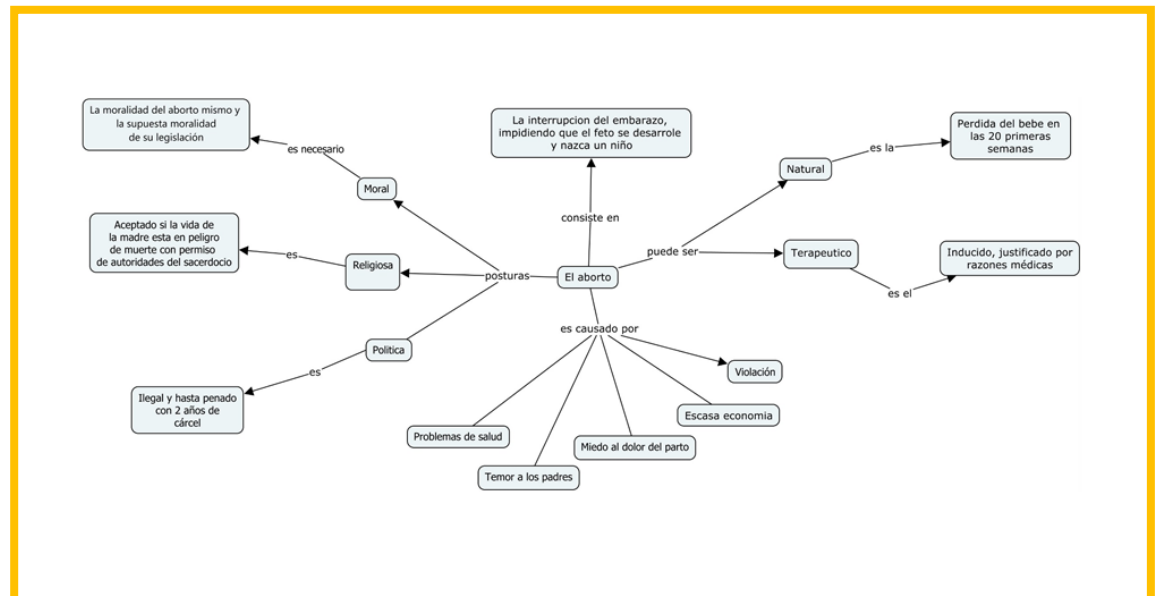 La moralidad del aborto mismo y
la supuesta moralidad
de su legislación
es necesario
Moral
Aceptado si la vida de
la madre esta en peligro
de muerte con permiso
de autoridades del sacerdocio
es
Religiosa
posturas
Politica
es
Ilegal y hasta penado
con 2 años de
cárcel
La interrupcion del embarazo,
impidiendo que el feto se desarrole
y nazca un niño
consiste en
El aborto
puede ser
Natural
es la
Perdida del bebe en
las 20 primeras
semanas
Terapeutico
es el
Inducido, justificado por
razones médicas
es causado por
Violación
Escasa economia
Miedo al dolor del parto
Temor a los padres
Problemas de salud